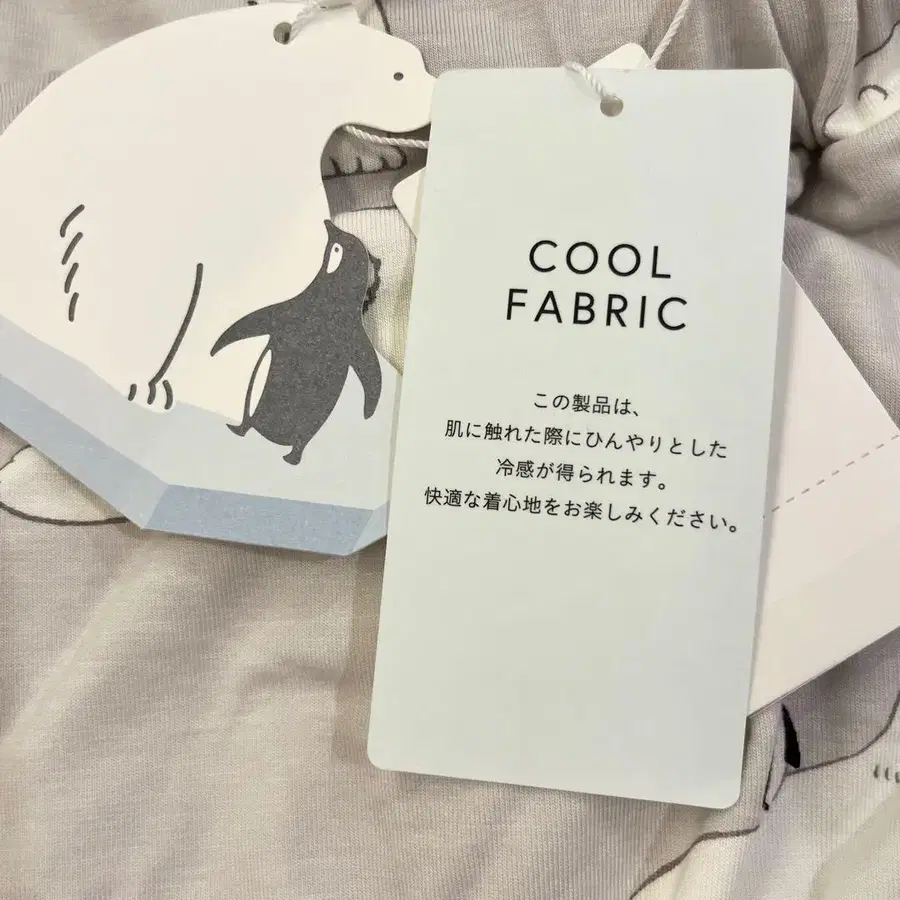 COOL
FABRIC
この製品は、
肌に触れた際にひんやりとした
冷感が得られます。
快適な着心地をお楽しみください。